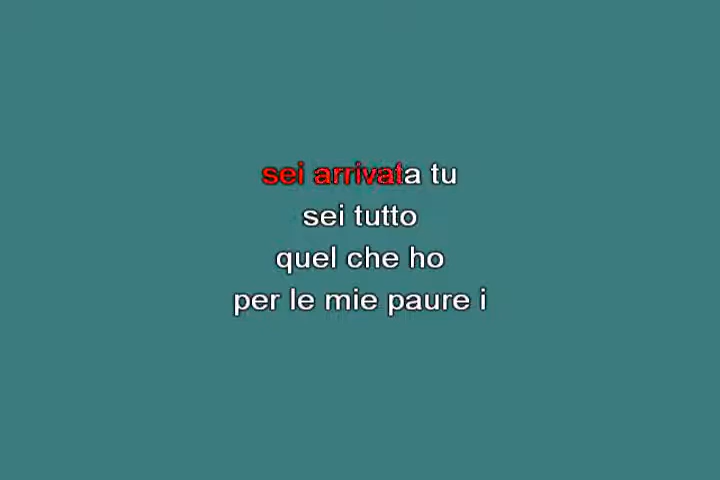 sei arrivata tu
sei tutto
quel che ho
per le mie paure i